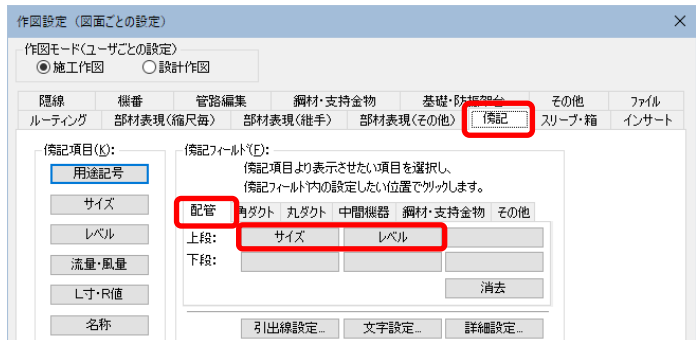 作図設定（図面ごとの設定）
作図モード(ユーザごとの設定)
施工作図 設計作図
隠線 機番 管路編集 鋼材・支持金物 基礎・防振架台 その他 ファイル
ルーティング 部材表現(縮尺毎) 部材表現(継手) 部材表現(その他) 傍記 スリーブ・箱 インサート
傍記項目(K): 傍記フィールド(F):
傍記項目より表示させたい項目を選択し、
傍記フィールド内の設定したい位置でクリックします。
用途記号
サイズ
レベル
流量・風量
L寸・R値
名称
配管 角ダクト 丸ダクト 中間機器 鋼材・支持金物 その他
上段: サイズ レベル
下段:
消去
引出線設定... 文字設定... 詳細設定...